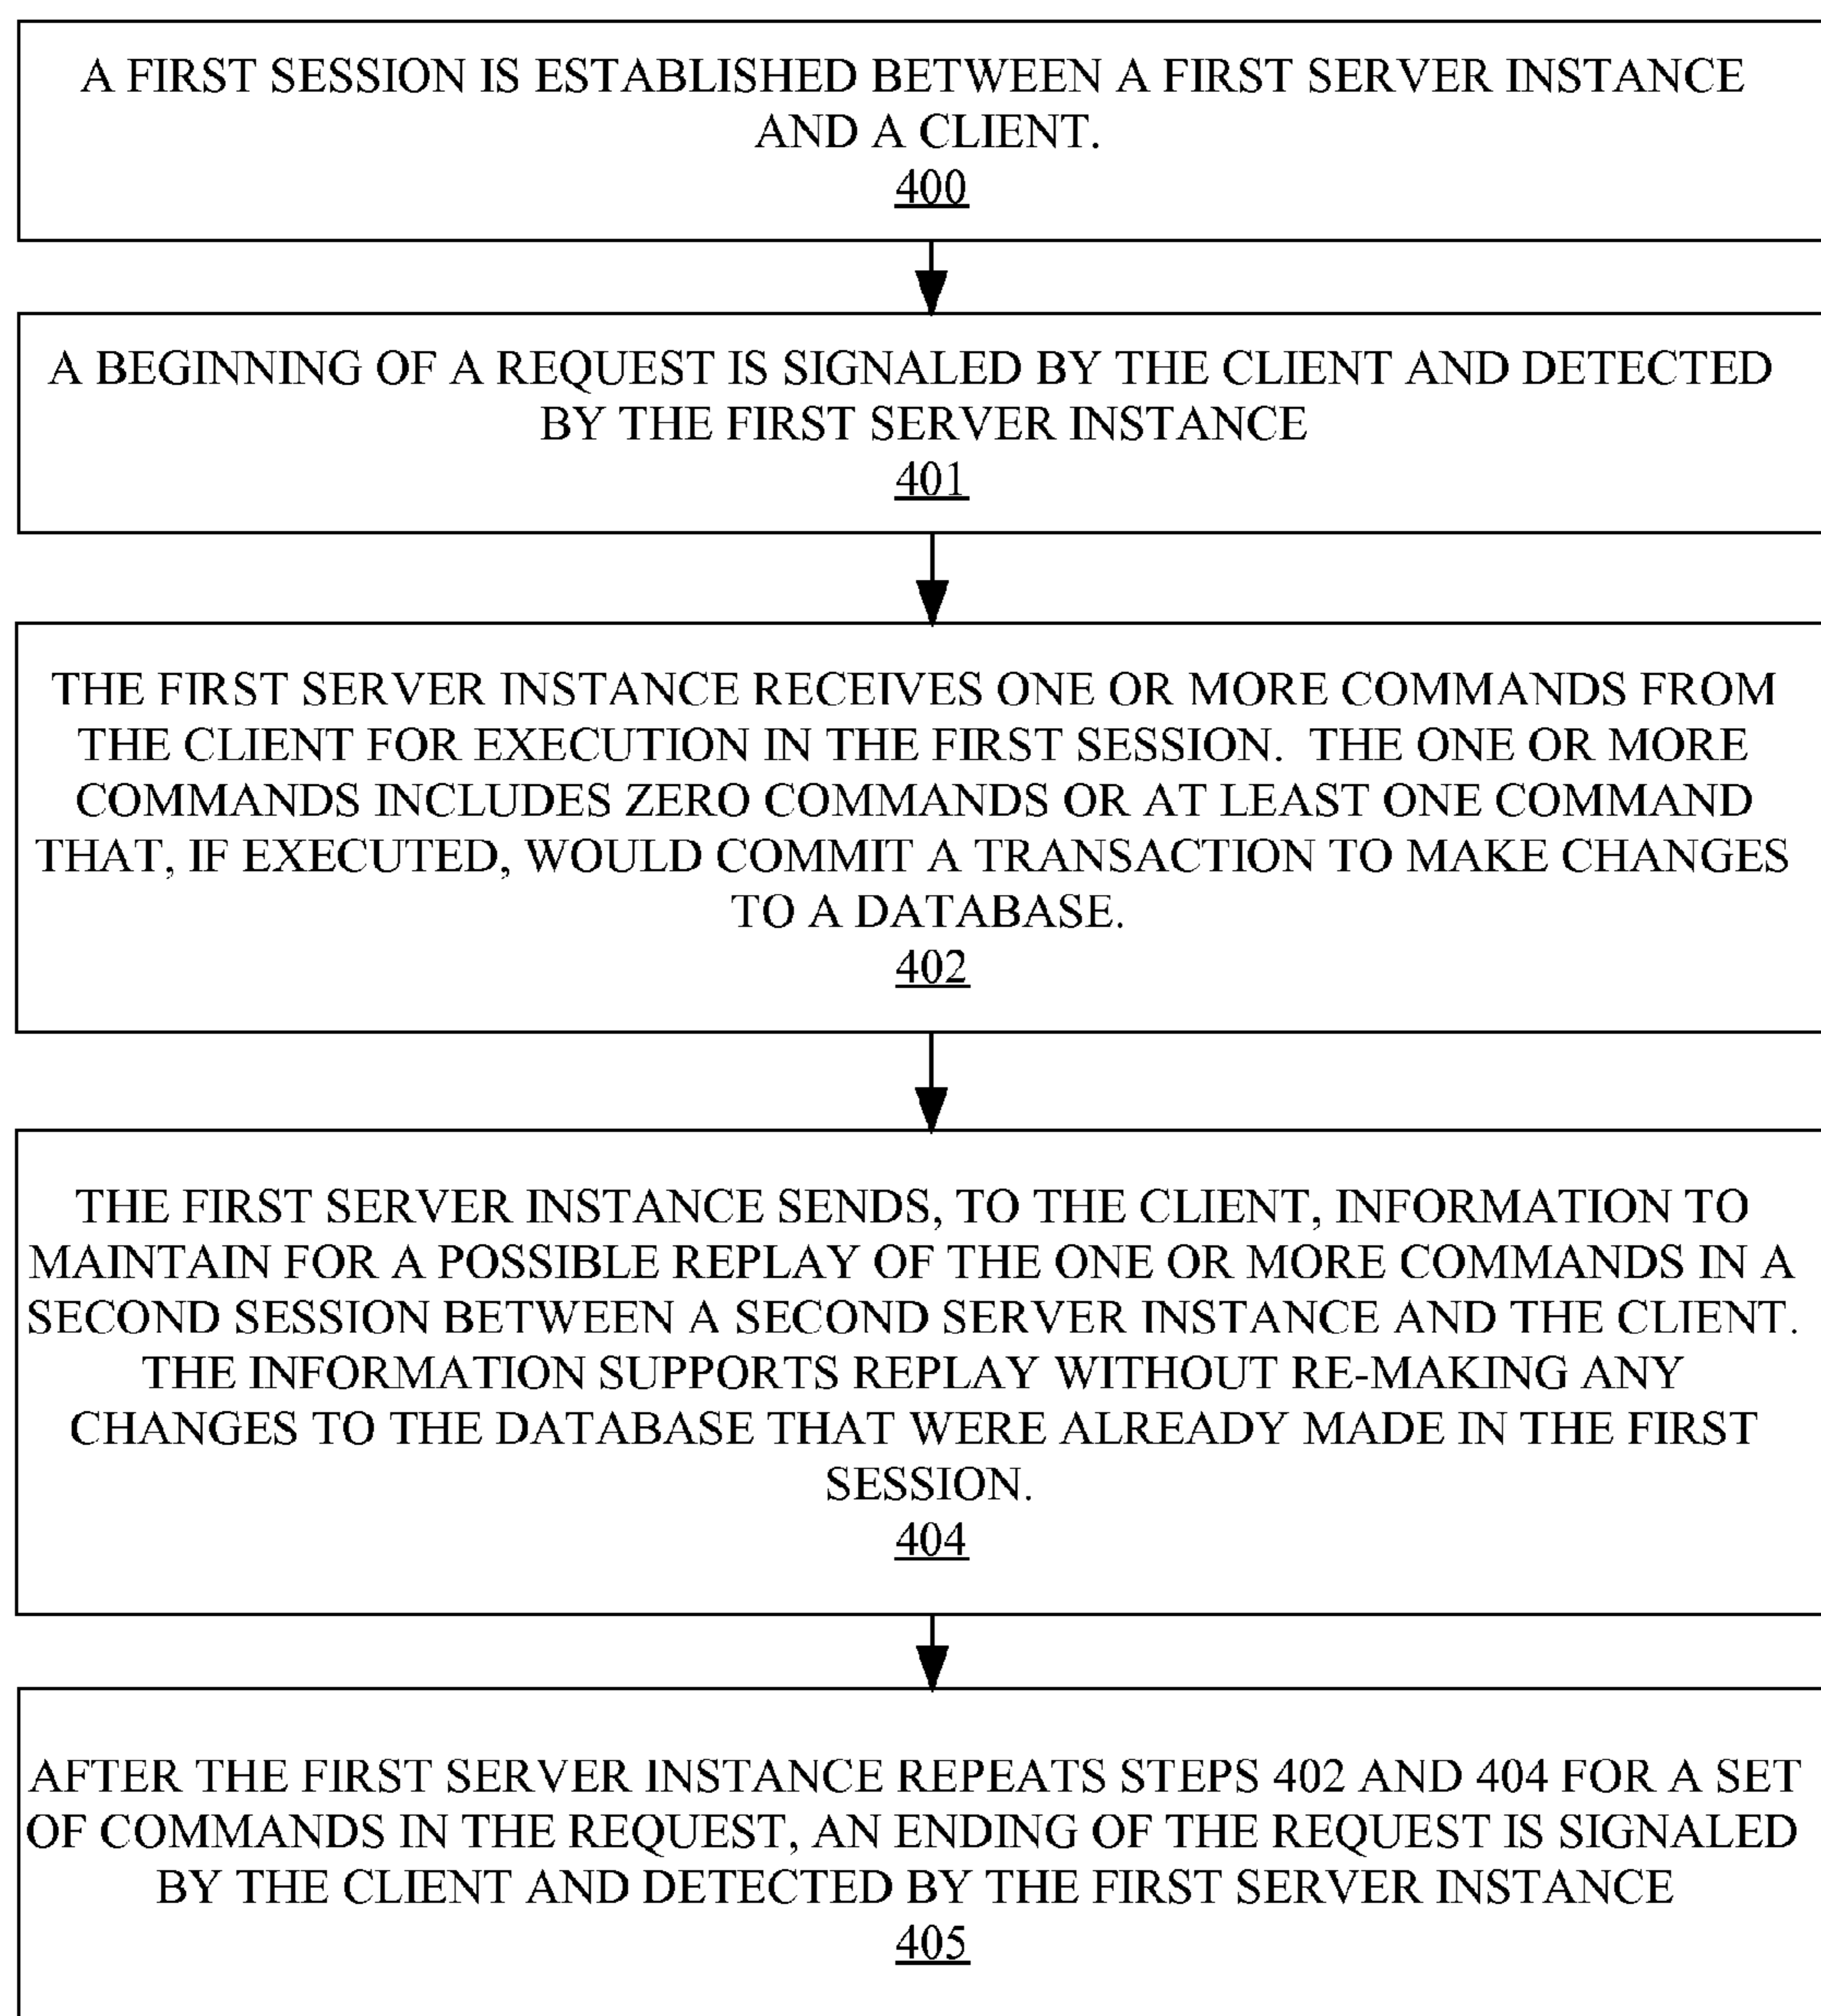 A FIRST SESSION IS ESTABLISHED BETWEEN A FIRST SERVER INSTANCE
AND A CLIENT.
400
A BEGINNING OF A REQUEST IS SIGNALED BY THE CLIENT AND DETECTED
BY THE FIRST SERVER INSTANCE
401
THE FIRST SERVER INSTANCE RECEIVES ONE OR MORE COMMANDS FROM
THE CLIENT FOR EXECUTION IN THE FIRST SESSION. THE ONE OR MORE
COMMANDS INCLUDES ZERO COMMANDS OR AT LEAST ONE COMMAND
THAT, IF EXECUTED, WOULD COMMIT A TRANSACTION TO MAKE CHANGES
TO A DATABASE.
402
THE FIRST SERVER INSTANCE SENDS, TO THE CLIENT, INFORMATION TO
MAINTAIN FOR A POSSIBLE REPLAY OF THE ONE OR MORE COMMANDS IN A
SECOND SESSION BETWEEN A SECOND SERVER INSTANCE AND THE CLIENT.
THE INFORMATION SUPPORTS REPLAY WITHOUT RE-MAKING ANY
CHANGES TO THE DATABASE THAT WERE ALREADY MADE IN THE FIRST
SESSION.
404
AFTER THE FIRST SERVER INSTANCE REPEATS STEPS 402 AND 404 FOR A SET
OF COMMANDS IN THE REQUEST, AN ENDING OF THE REQUEST IS SIGNALED
BY THE CLIENT AND DETECTED BY THE FIRST SERVER INSTANCE
405